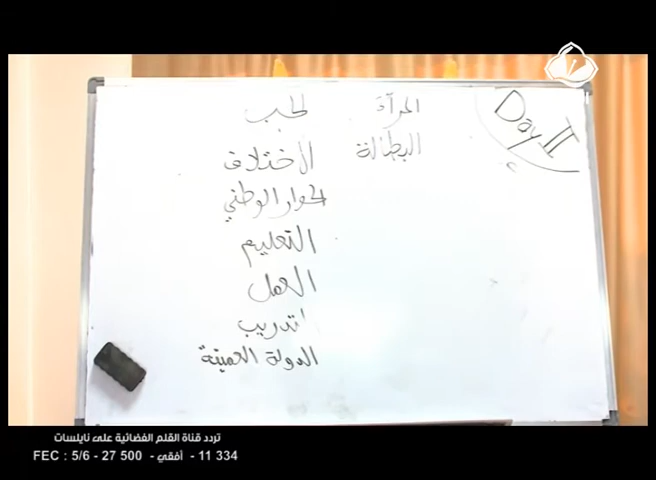 Day II
المرأة
البطالة
الحب
الاختلاف
الحوار الوطني
التعليم
العمل
التدريب
الدولة العميقة
تردد قناة القلم الفضائية على نايلسات
FEC : 5/6 - 27 500 - أفقي - 11 334